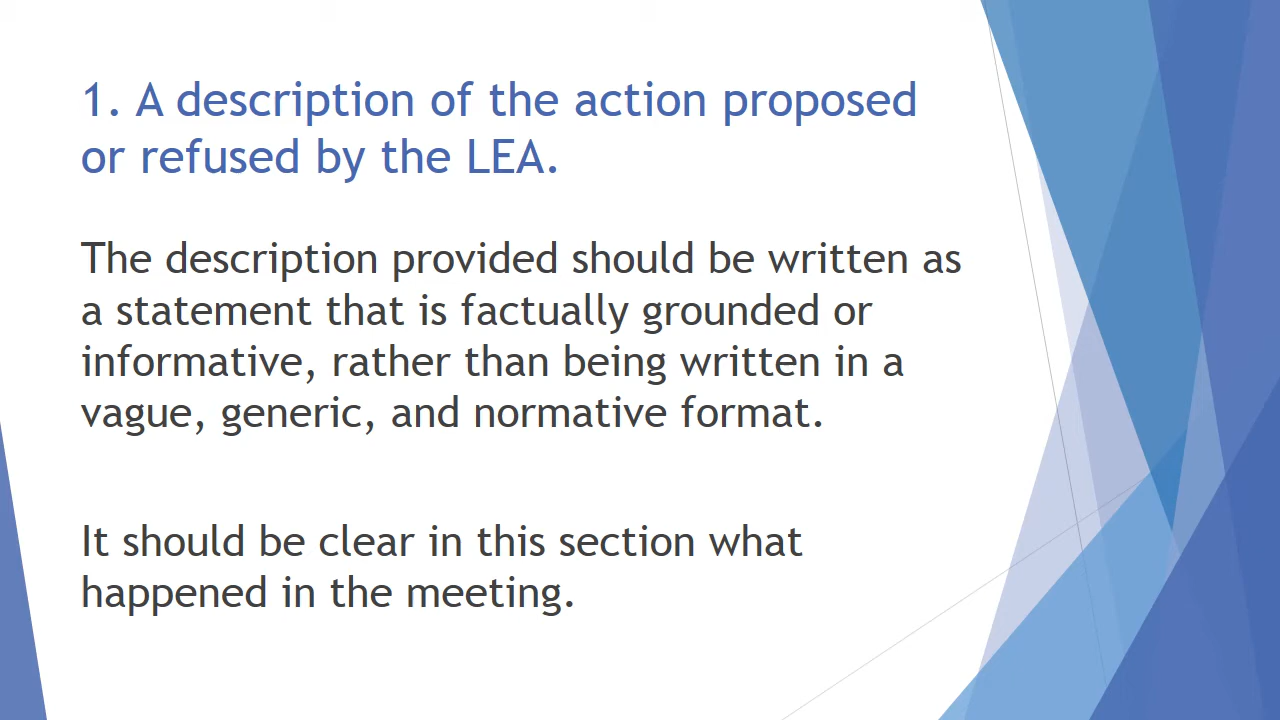 1. A description of the action proposed
or refused by the LEA.
The description provided should be written as
a statement that is factually grounded or
informative, rather than being written in a
vague, generic, and normative format.
It should be clear in this section what
happened in the meeting.